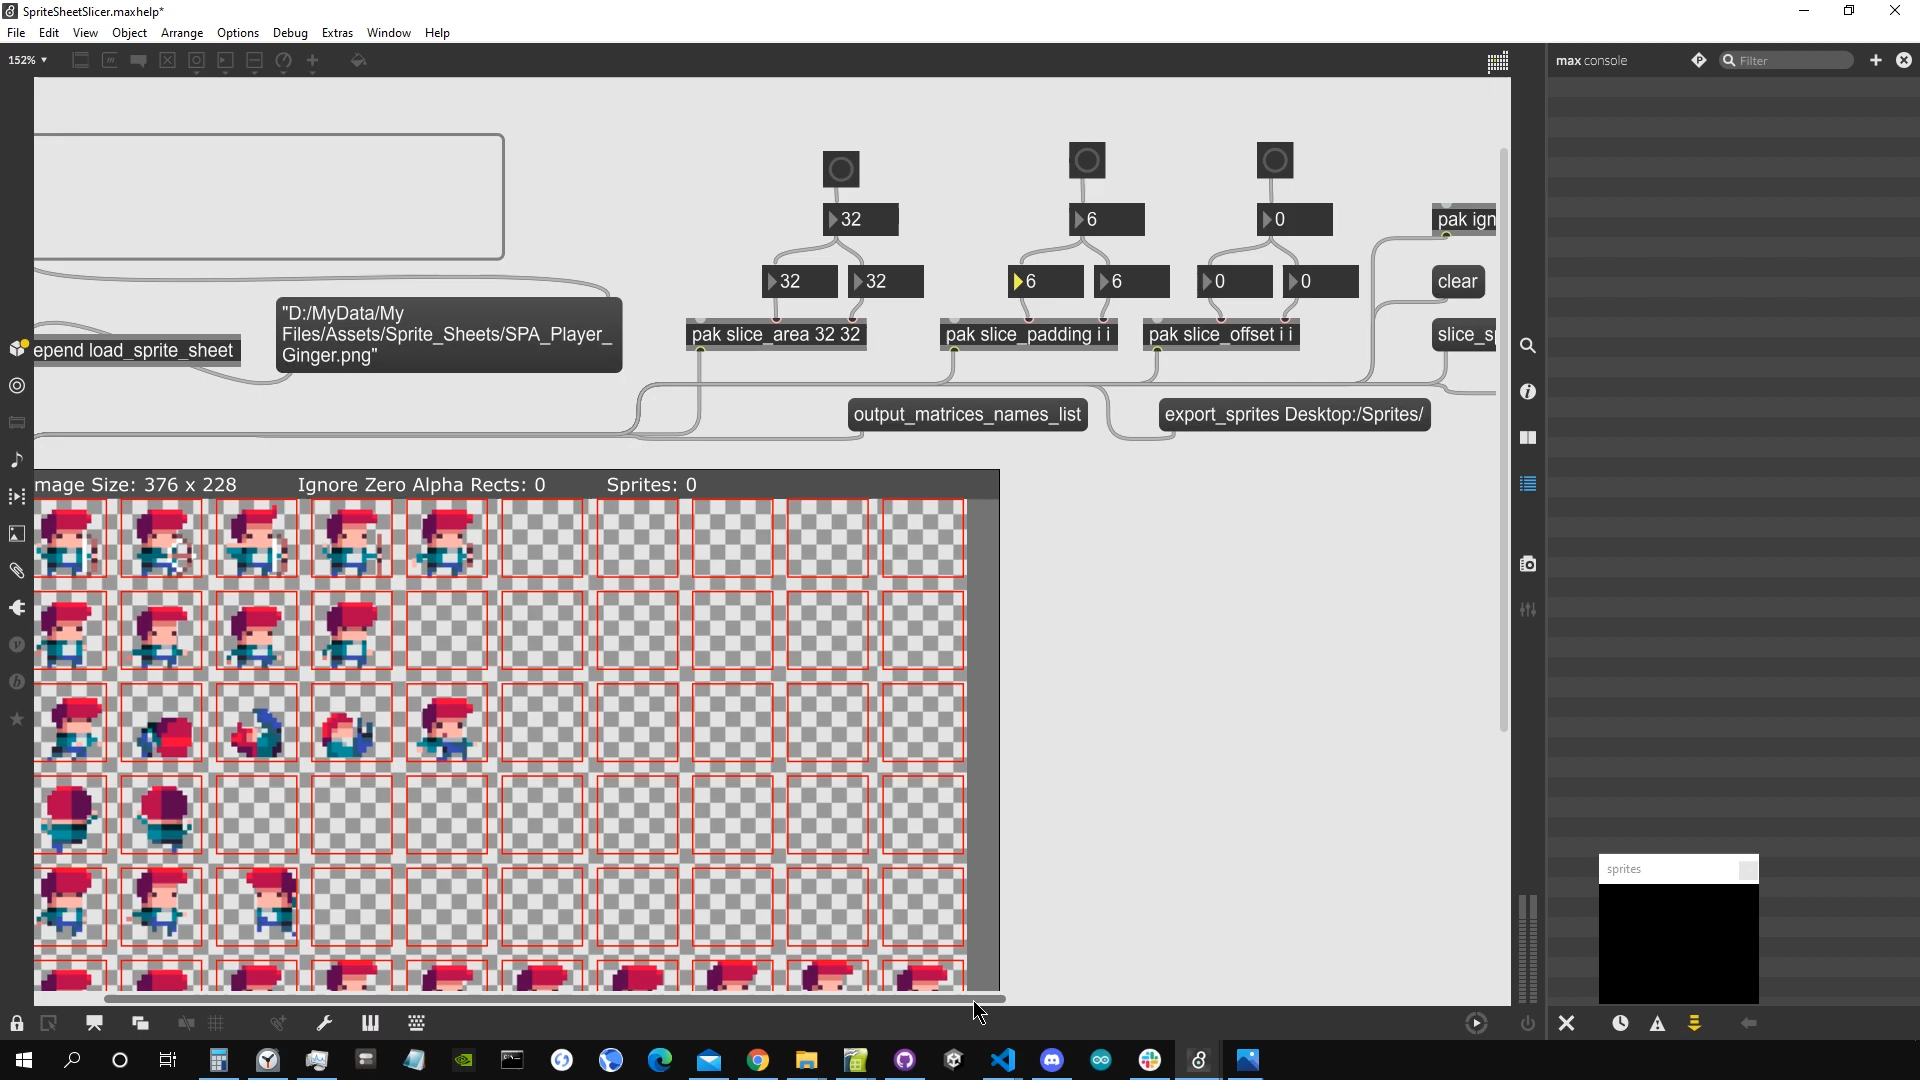 SpriteSheetSlicer.maxhelp*
File Edit View Object Arrange Options Debug Extras Window Help
152%
max console
Filter
32
6
0
pak ign
32
32
6
6
0
0
clear
"D:/MyData/My
Files/Assets/Sprite_Sheets/SPA_Player_
Ginger.png"
epend load_sprite_sheet
pak slice_area 32 32
pak slice_padding i i
pak slice_offset i i
slice_sp
output_matrices_names_list
export_sprites Desktop:/Sprites/
mage Size: 376 x 228 Ignore Zero Alpha Rects: 0 Sprites: 0
sprites